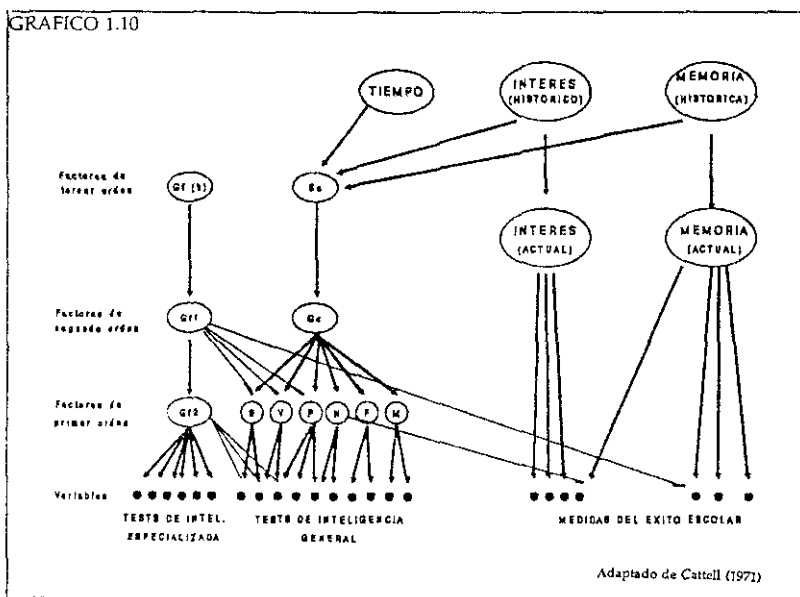 GRAFICO 1.10
TIEMPO
INTERES
(HISTORICO)
MEMORIA
(HISTORICA)
Factores de
tercer orden
Gf (h)
Se
INTERES
(ACTUAL)
MEMORIA
(ACTUAL)
Factores de
segundo orden
Gf1
Gc
Factores de
primer orden
Gf2
S
V
P
N
F
M
Variables
TESTS DE INTEL.
ESPECIALIZADA
TESTS DE INTELIGENCIA
GENERAL
MEDIDAS DEL EXITO ESCOLAR
Adaptado de Cattell (1971)